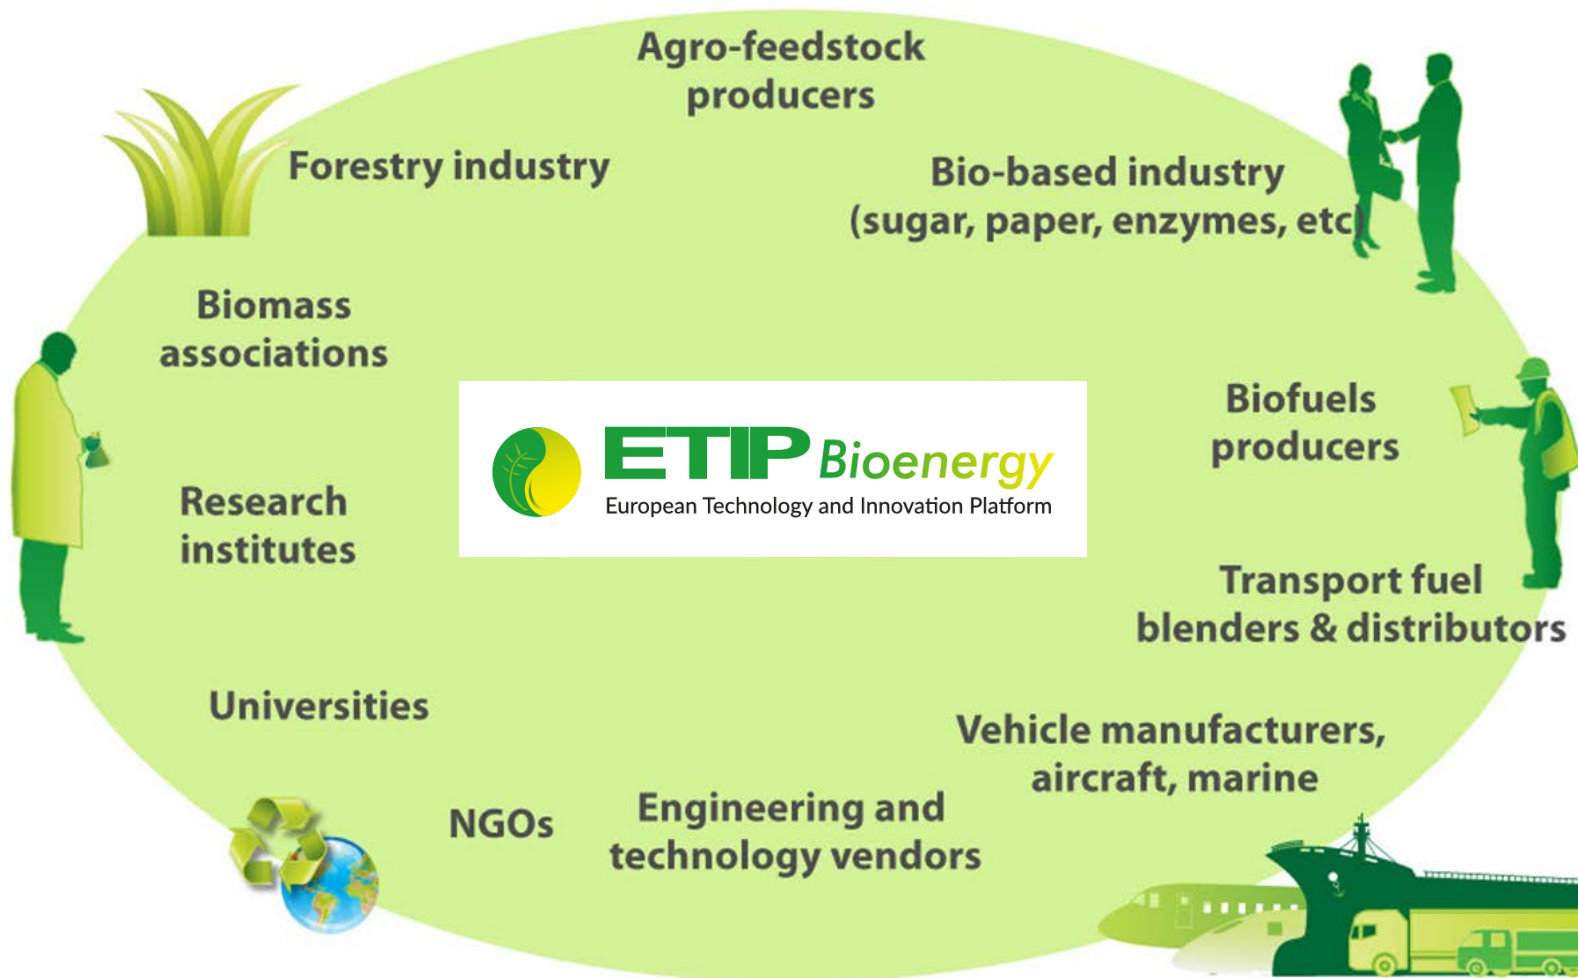 Agro-feedstock
producers
Forestry industry
Bio-based industry
(sugar, paper, enzymes, etc)
Biomass
associations
Biofuels
producers
ETIP Bioenergy
European Technology and Innovation Platform
Research
institutes
Transport fuel
blenders & distributors
Universities
Vehicle manufacturers,
aircraft, marine
NGOs
Engineering and
technology vendors